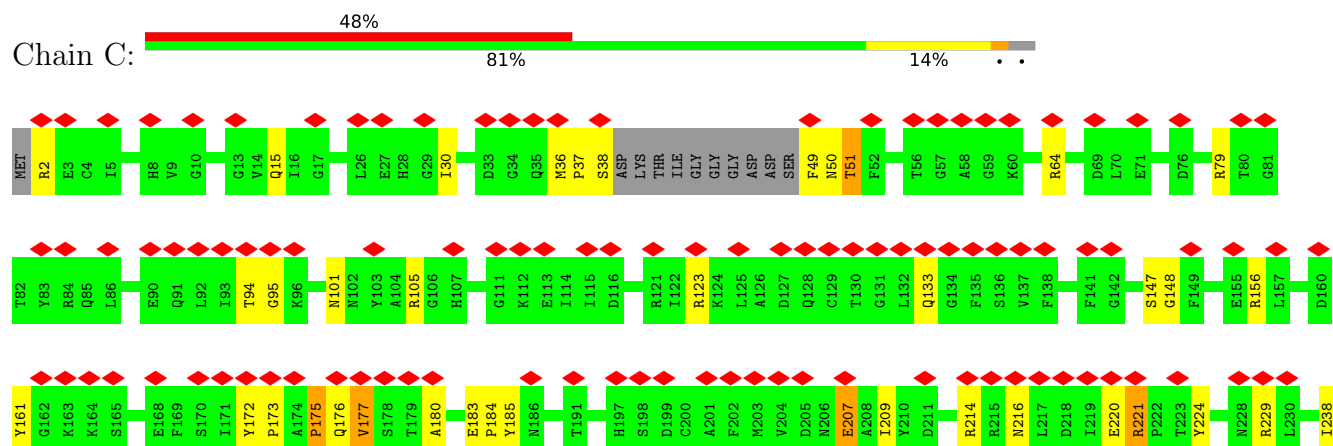 48%
Chain C:
81% 14% • •
MET R2 E3 C4 I5 H8 V9 G10 G13 V14 Q15 I16 G17 L26 E27 H28 G29 I30 D33 G34 Q35 M36 P37 S38 ASP LYS THR ILE GLY GLY GLY ASP ASP SER F49 N50 T51 F52 T56 G57 A58 G59 K60 R64 D69 L70 E71 D76 R79 T80 G81
T82 Y83 R84 Q85 L86 E90 Q91 L92 I93 T94 G95 K96 N101 N102 Y103 A104 R105 G106 H107 G111 K112 E113 I114 I115 D116 R121 I122 R123 K124 L125 A126 D127 Q128 C129 T130 G131 L132 Q133 G134 F135 S136 V137 F138 F141 G142 S147 G148 F149 E155 R156 L157 D160
Y161 G162 K163 K164 S165 E168 F169 S170 I171 Y172 P173 A174 P175 Q176 V177 S178 T179 A180 E183 P184 Y185 N186 T191 H197 S198 D199 C200 A201 F202 M203 V204 D205 N206 E207 A208 I209 Y210 D211 R214 R215 N216 L217 D218 I219 E220 R221 P222 T223 Y224 N228 R229 L230 I238